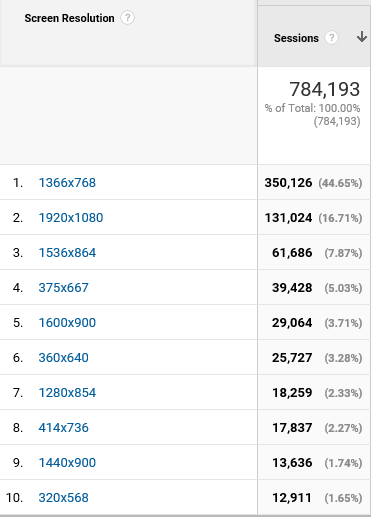 Screen Resolution ?
Sessions ?
784,193
% of Total: 100.00%
(784,193)
1. 1366x768 350,126 (44.65%)
2. 1920x1080 131,024 (16.71%)
3. 1536x864 61,686 (7.87%)
4. 375x667 39,428 (5.03%)
5. 1600x900 29,064 (3.71%)
6. 360x640 25,727 (3.28%)
7. 1280x854 18,259 (2.33%)
8. 414x736 17,837 (2.27%)
9. 1440x900 13,636 (1.74%)
10. 320x568 12,911 (1.65%)